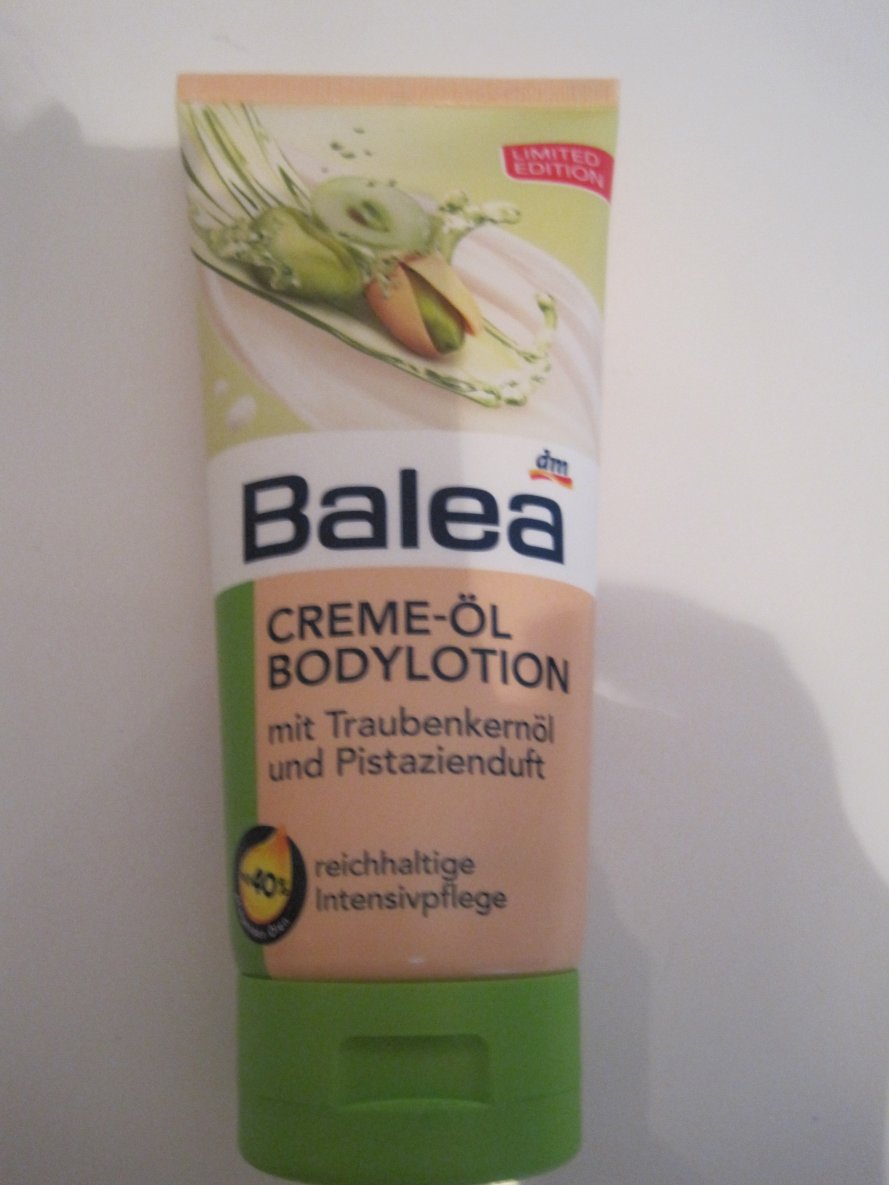 LIMITED
EDITION
dm
Balea
CREME-ÖL
BODYLOTION
mit Traubenkernöl
und Pistazienduft
40%
reichhaltige
Intensivpflege